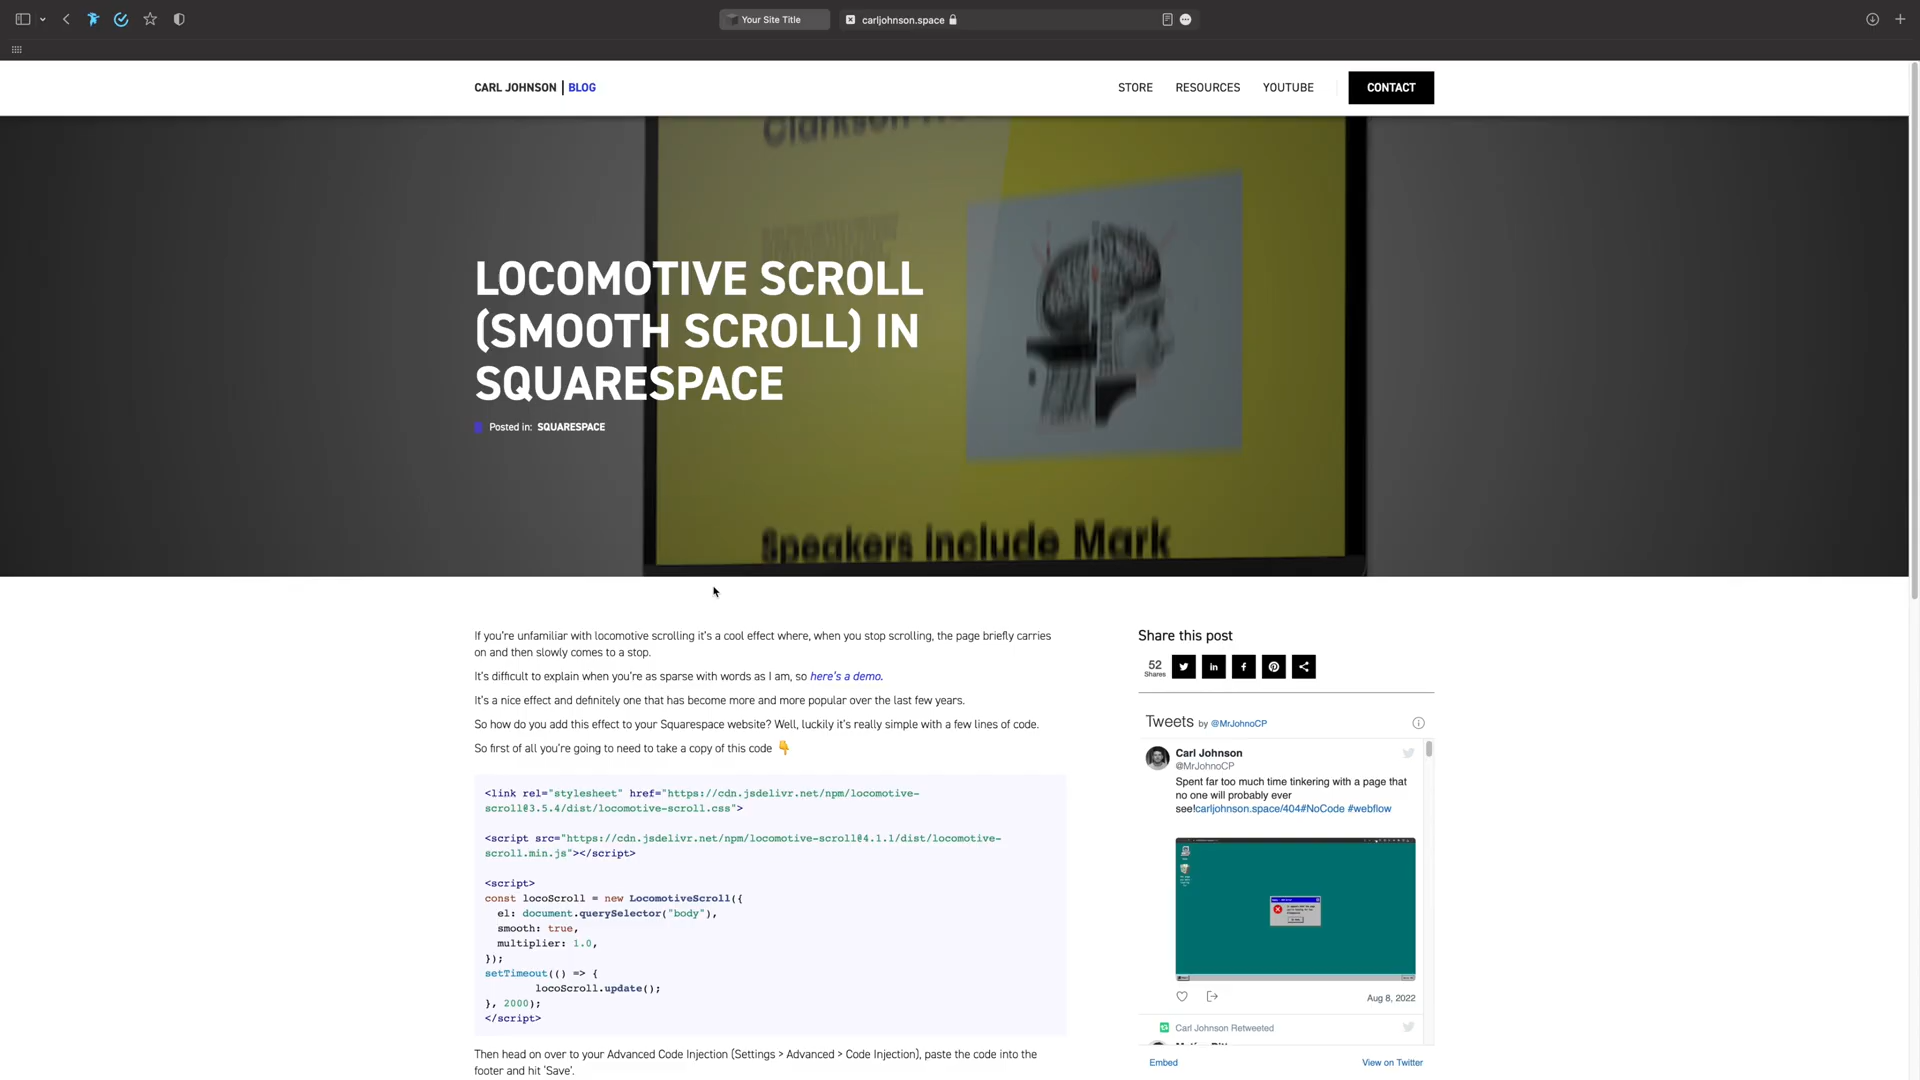 Your Site Title
carljohnson.space
CARL JOHNSON | BLOG
STORE
RESOURCES
YOUTUBE
CONTACT
Clarkson
LOCOMOTIVE SCROLL
(SMOOTH SCROLL) IN
SQUARESPACE
Posted in: SQUARESPACE
Speakers Include Mark
If you're unfamiliar with locomotive scrolling it's a cool effect where, when you stop scrolling, the page briefly carries
on and then slowly comes to a stop.
It's difficult to explain when you're as sparse with words as I am, so here's a demo.
It's a nice effect and definitely one that has become more and more popular over the last few years.
So how do you add this effect to your Squarespace website? Well, luckily it's really simple with a few lines of code.
So first of all you're going to need to take a copy of this code 👇
<link rel="stylesheet" href="https://cdn.jsdelivr.net/npm/locomotive-
scroll@3.5.4/dist/locomotive-scroll.css">
<script src="https://cdn.jsdelivr.net/npm/locomotive-scroll@4.1.1/dist/locomotive-
scroll.min.js"></script>
<script>
const locoScroll = new LocomotiveScroll({
el: document.querySelector("body"),
smooth: true,
multiplier: 1.0,
});
setTimeout(() => {
locoScroll.update();
}, 2000);
</script>
Then head on over to your Advanced Code Injection (Settings > Advanced > Code Injection), paste the code into the
footer and hit 'Save'.
Share this post
52
Shares
Tweets by @MrJohnoCP
Carl Johnson
@MrJohnoCP
Spent far too much time tinkering with a page that
no one will probably ever
see!carljohnson.space/404#NoCode #webflow
Aug 8, 2022
Carl Johnson Retweeted
Embed
View on Twitter